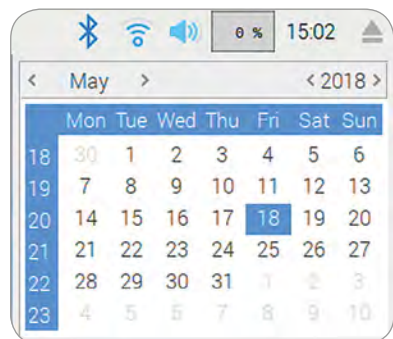 0 % 15:02
< May > < 2018 >
Mon Tue Wed Thu Fri Sat Sun
18 30 1 2 3 4 5 6
19 7 8 9 10 11 12 13
20 14 15 16 17 18 19 20
21 21 22 23 24 25 26 27
22 28 29 30 31 1 2 3
23 4 5 6 7 8 9 10